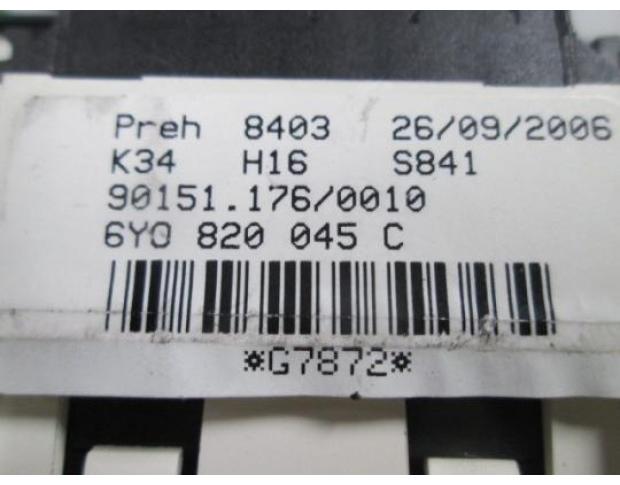 Preh 8403 26/09/2006
K34 H16 S841
90151.176/0010
6Y0 820 045 C
*G7872*